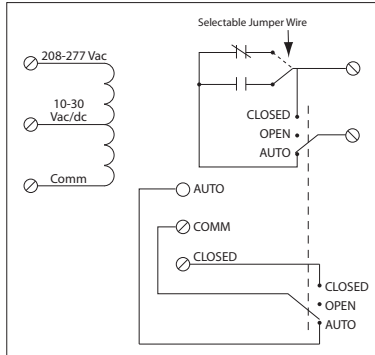 Selectable Jumper Wire
208-277 Vac
10-30
Vac/dc
Comm
CLOSED
OPEN
AUTO
AUTO
COMM
CLOSED
CLOSED
OPEN
AUTO